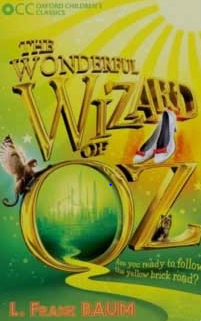 OCC OXFORD CHILDREN'S
CLASSICS
THE
WONDERFUL
WIZARD
OF
OZ
Are you ready to follow
the yellow brick road?
L. FRANK BAUM